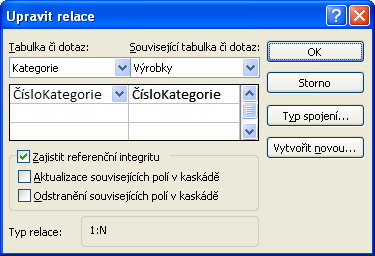 Upravit relace
Tabulka či dotaz: Související tabulka či dotaz:
Kategorie Výrobky
ČísloKategorie ČísloKategorie
Zajistit referenční integritu
Aktualizace souvisejících polí v kaskádě
Odstranění souvisejících polí v kaskádě
Typ relace: 1:N
OK
Storno
Typ spojení...
Vytvořit novou...